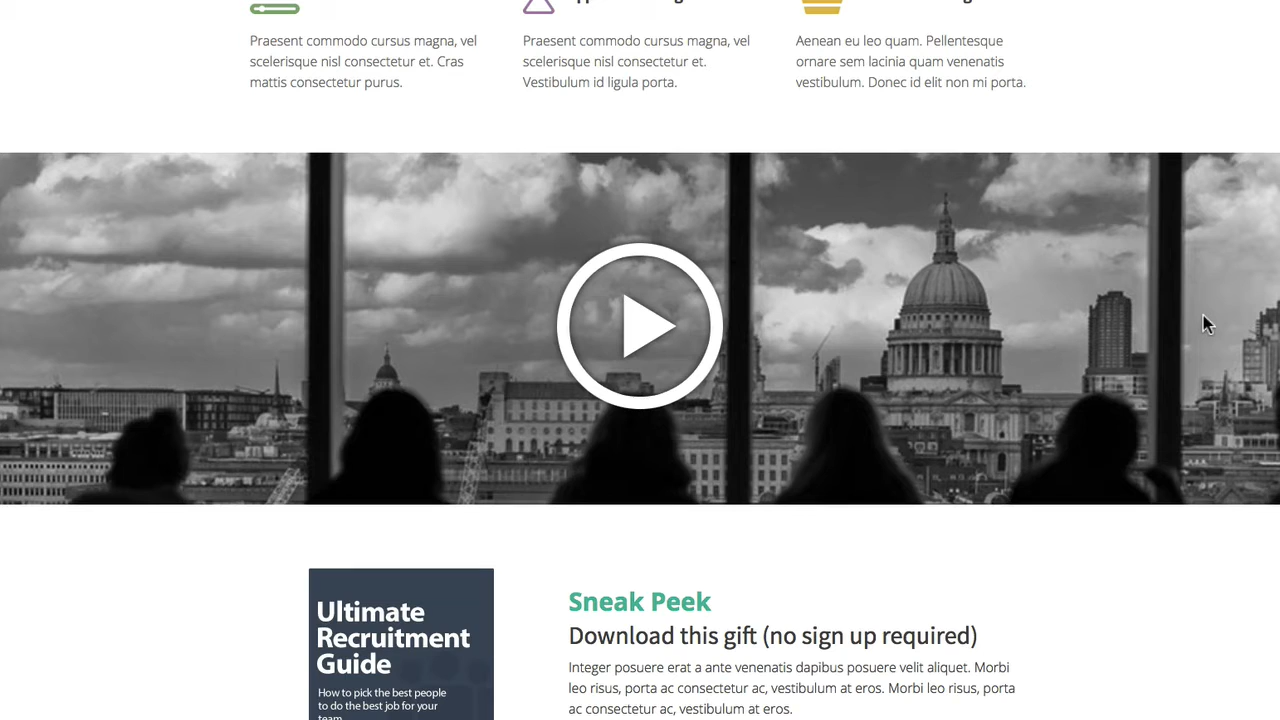 Praesent commodo cursus magna, vel
scelerisque nisl consectetur et. Cras
mattis consectetur purus.
Praesent commodo cursus magna, vel
scelerisque nisl consectetur et.
Vestibulum id ligula porta.
Aenean eu leo quam. Pellentesque
ornare sem lacinia quam venenatis
vestibulum. Donec id elit non mi porta.
Ultimate
Recruitment
Guide
How to pick the best people
to do the best job for your
team
Sneak Peek
Download this gift (no sign up required)
Integer posuere erat a ante venenatis dapibus posuere velit aliquet. Morbi
leo risus, porta ac consectetur ac, vestibulum at eros. Morbi leo risus, porta
ac consectetur ac, vestibulum at eros.